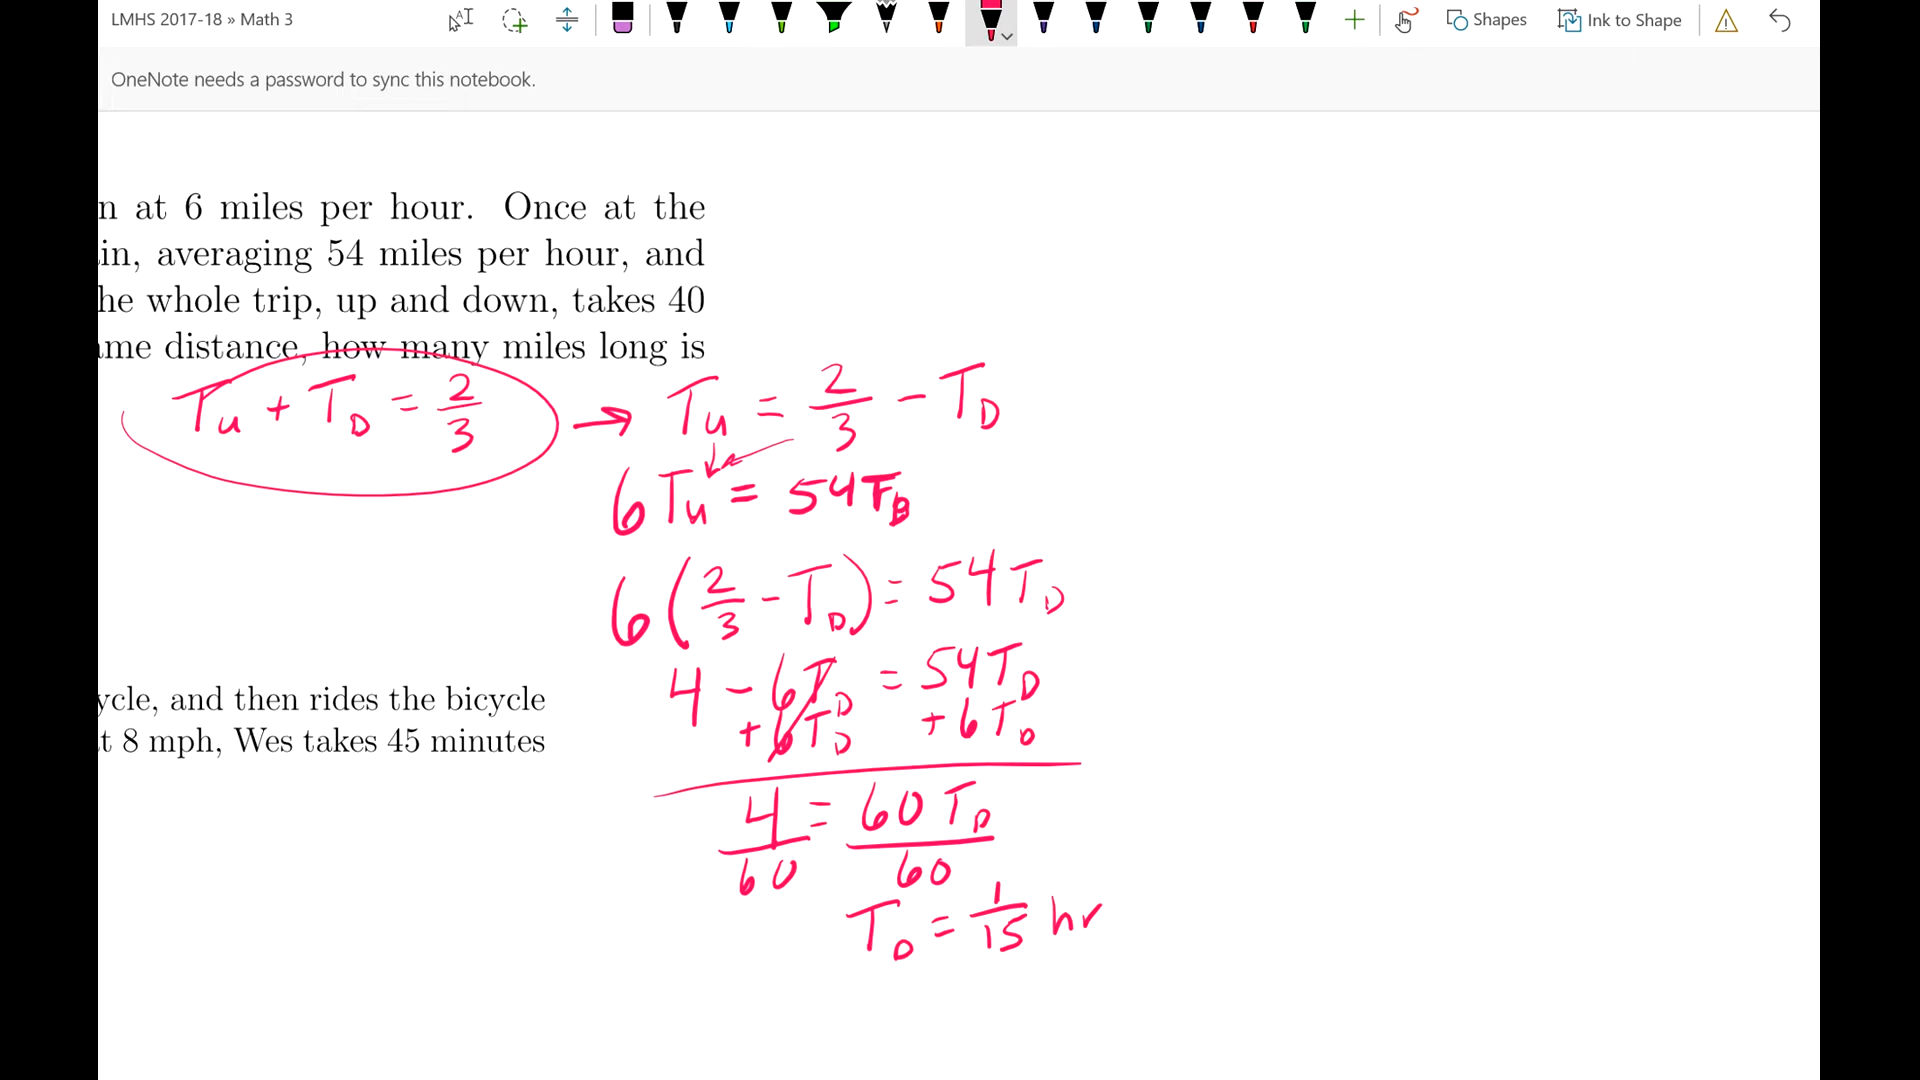 LMHS 2017-18 » Math 3
Shapes
Ink to Shape
OneNote needs a password to sync this notebook.
n at 6 miles per hour. Once at the
in, averaging 54 miles per hour, and
he whole trip, up and down, takes 40
ame distance, how many miles long is
Tu + TD = 2/3 → Tu = 2/3 - TD
6Tu = 54TD
6(2/3 - TD) = 54TD
4 - 6TD = 54TD
+ 6TD + 6TD
4/60 = 60TD/60
TD = 1/15 hr
ycle, and then rides the bicycle
t 8 mph, Wes takes 45 minutes